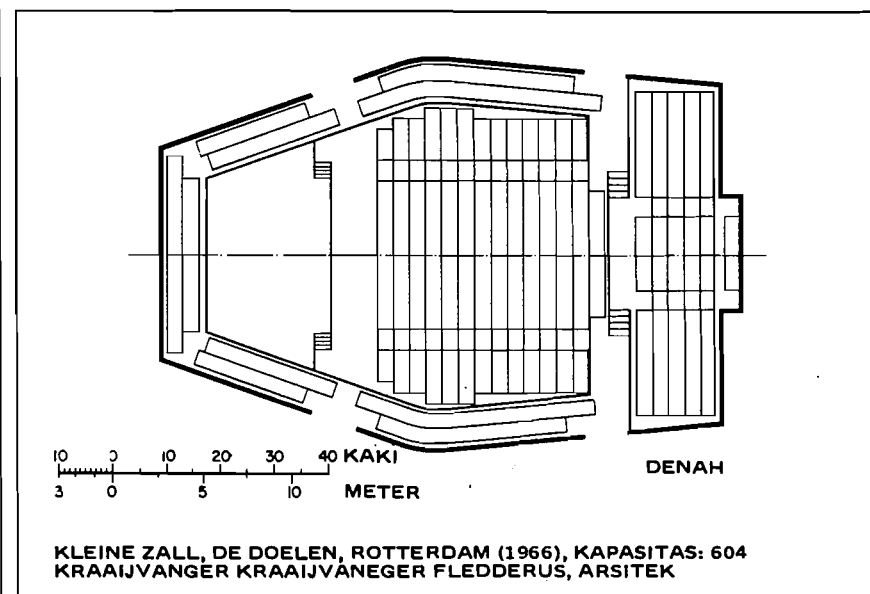 10 0 10 20 30 40 KAKI
3 0 5 10 METER
DENAH
KLEINE ZALL, DE DOELEN, ROTTERDAM (1966), KAPASITAS: 604
KRAAIJVANGER KRAAIJVANEGER FLEDDERUS, ARSITEK